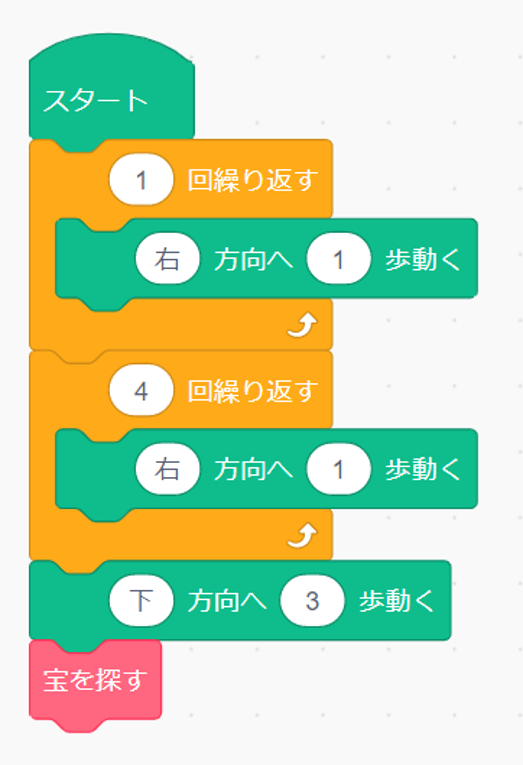 スタート
1 回繰り返す
右 方向へ 1 歩動く
4 回繰り返す
右 方向へ 1 歩動く
下 方向へ 3 歩動く
宝を探す